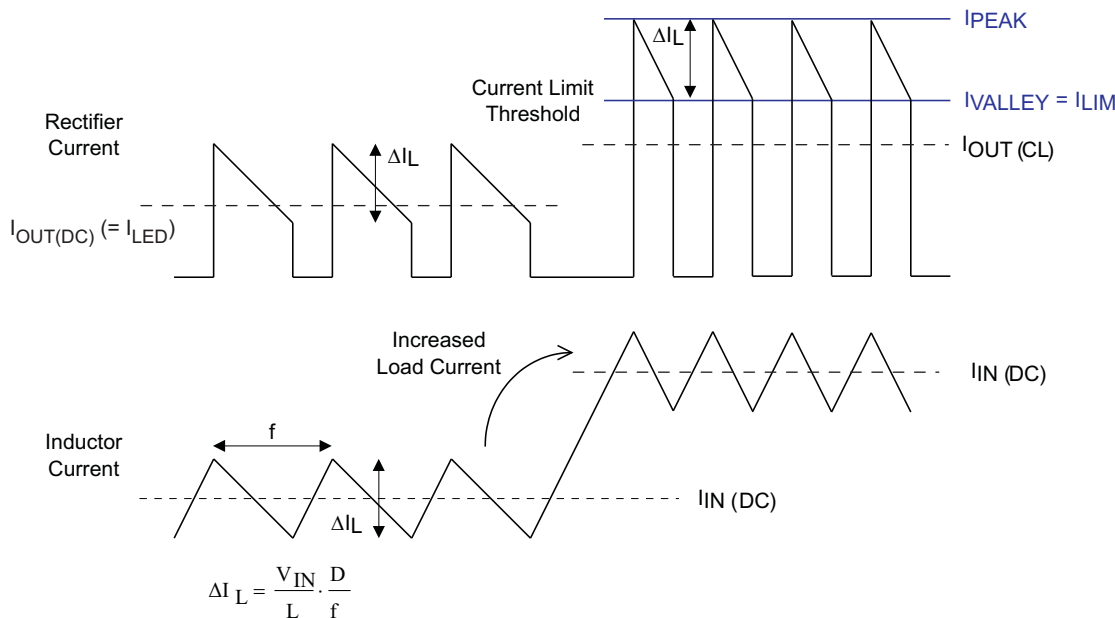 IPEAK
ΔIL
Current Limit
Threshold
IVALLEY = ILIM
Rectifier
Current
ΔIL
IOUT (CL)
IOUT(DC) (= ILED)
Increased
Load Current
IIN (DC)
f
Inductor
Current
IIN (DC)
ΔIL
ΔI L = VIN/L · D/f